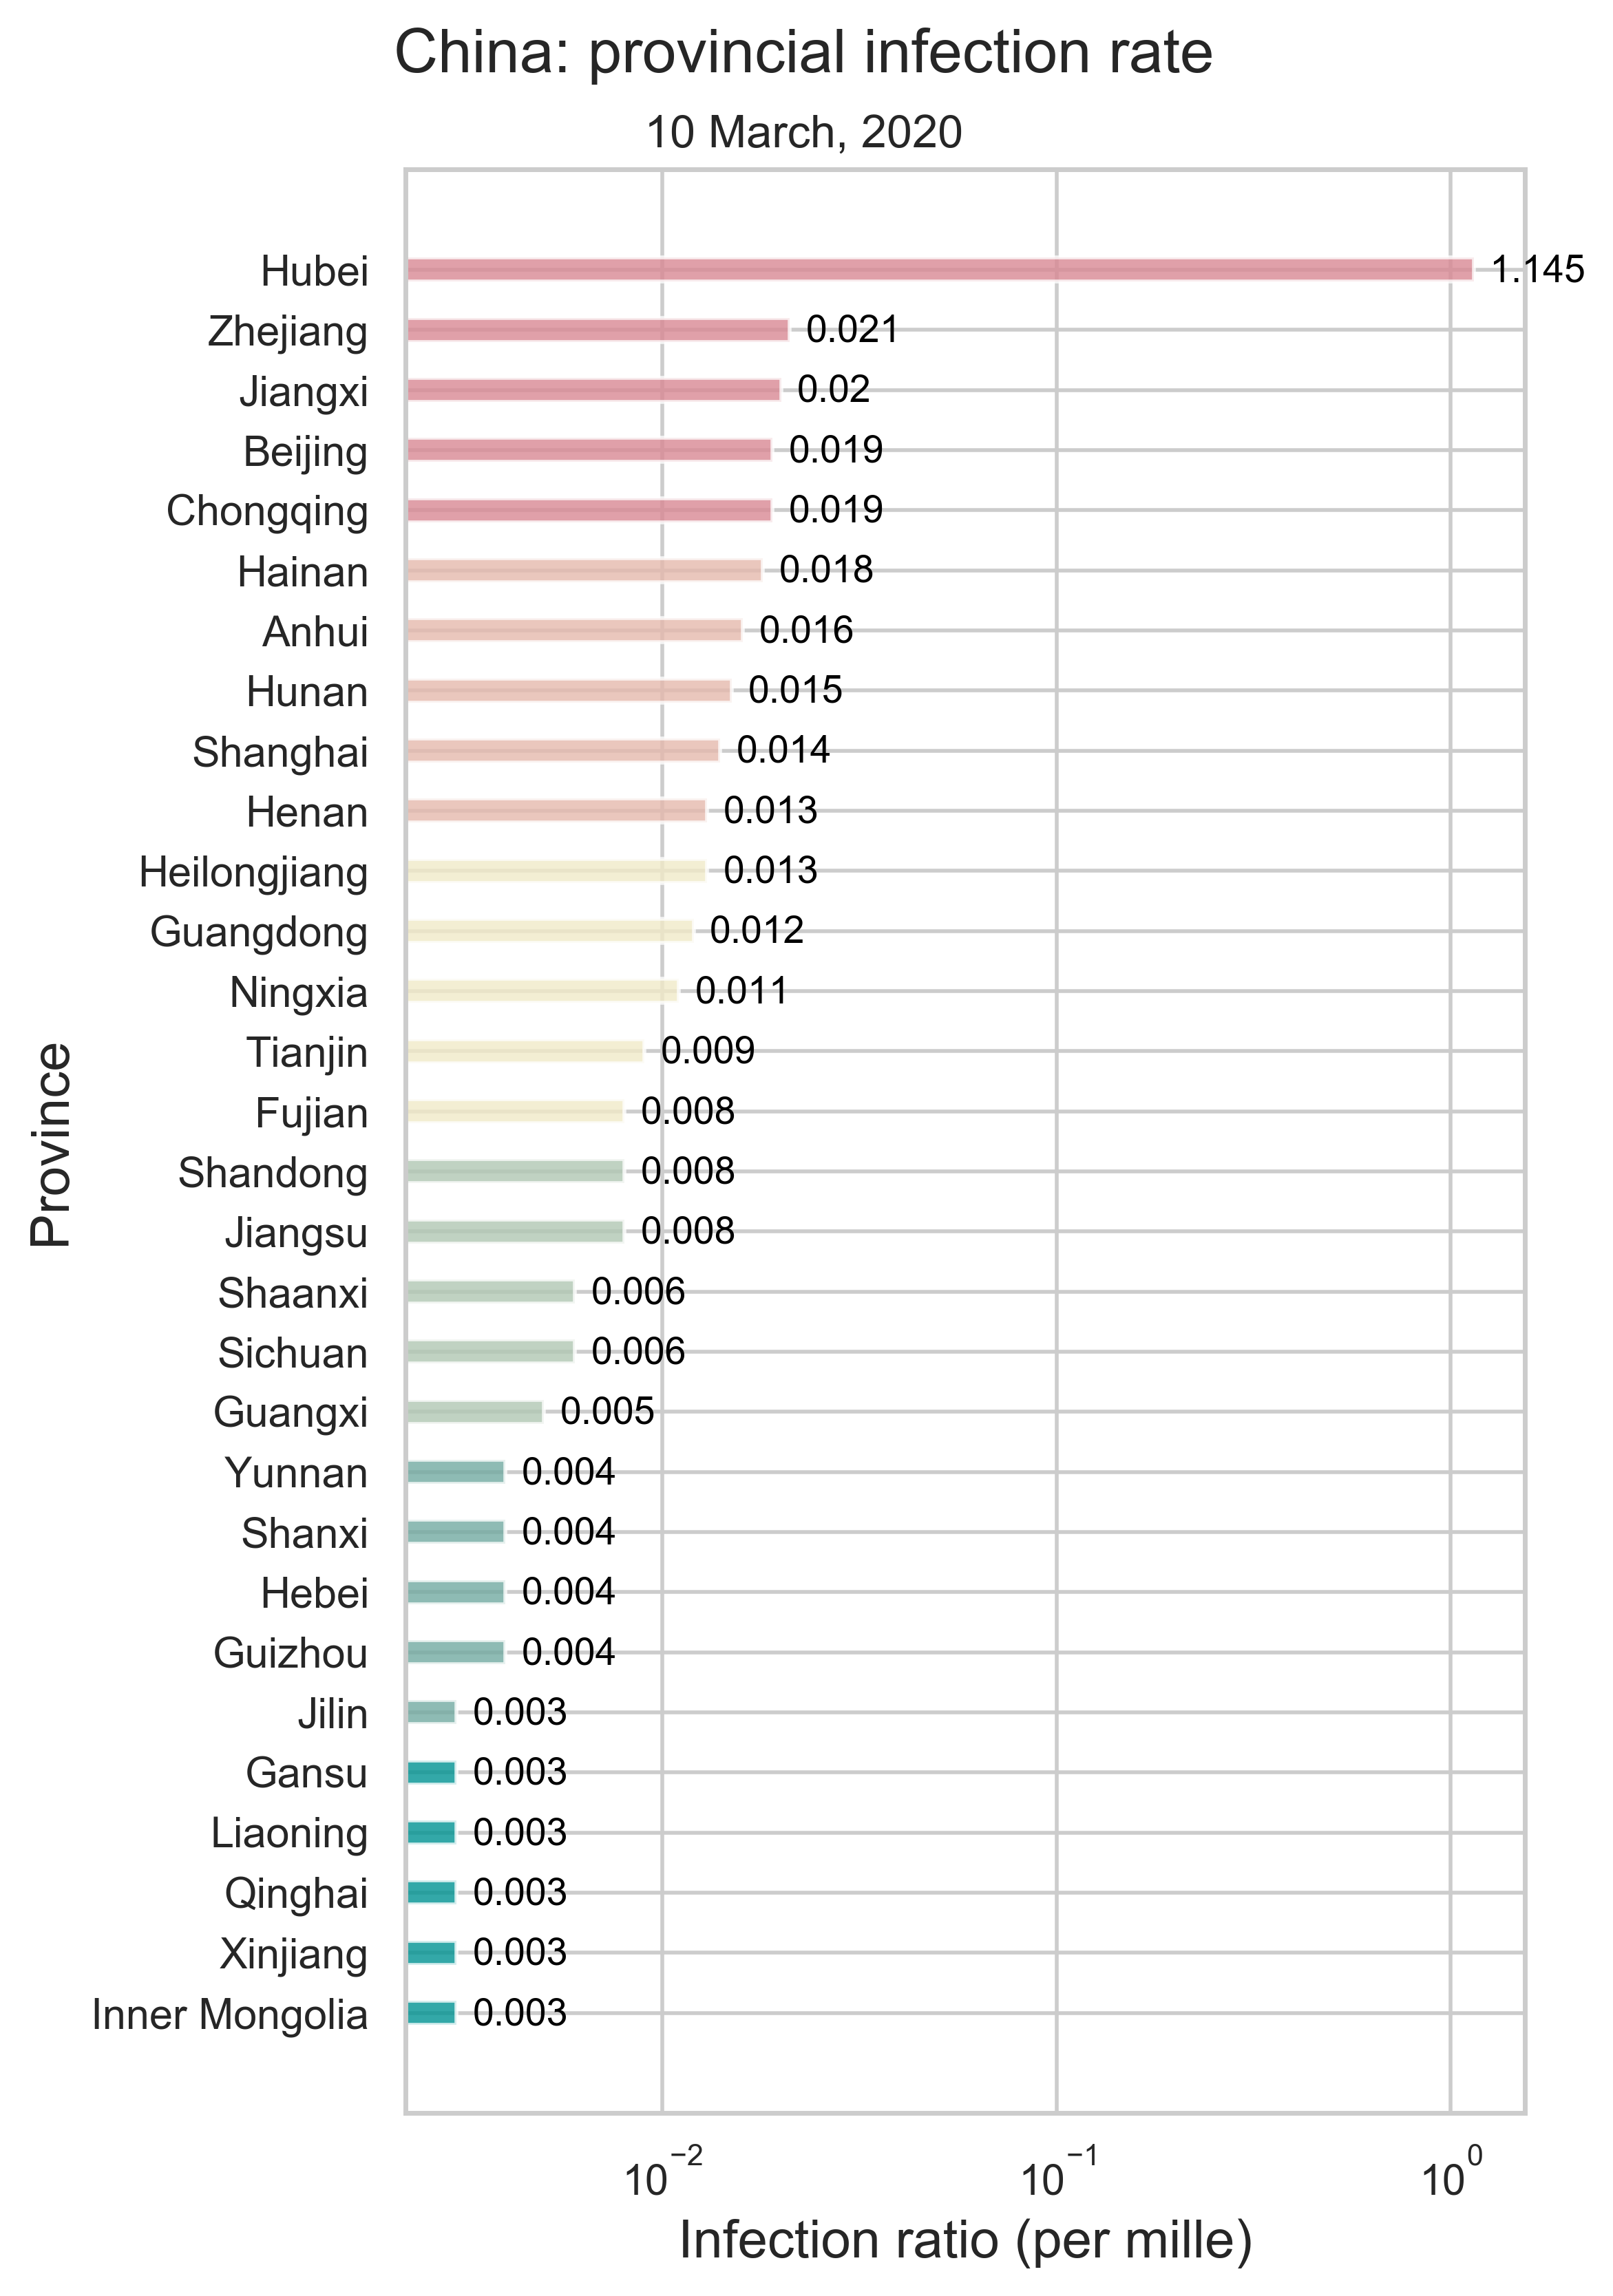 China: provincial infection rate
10 March, 2020
Hubei 1.145
Zhejiang 0.021
Jiangxi 0.02
Beijing 0.019
Chongqing 0.019
Hainan 0.018
Anhui 0.016
Hunan 0.015
Shanghai 0.014
Henan 0.013
Heilongjiang 0.013
Guangdong 0.012
Ningxia 0.011
Tianjin 0.009
Fujian 0.008
Shandong 0.008
Jiangsu 0.008
Shaanxi 0.006
Sichuan 0.006
Guangxi 0.005
Yunnan 0.004
Shanxi 0.004
Hebei 0.004
Guizhou 0.004
Jilin 0.003
Gansu 0.003
Liaoning 0.003
Qinghai 0.003
Xinjiang 0.003
Inner Mongolia 0.003
Province
10⁻² 10⁻¹ 10⁰
Infection ratio (per mille)